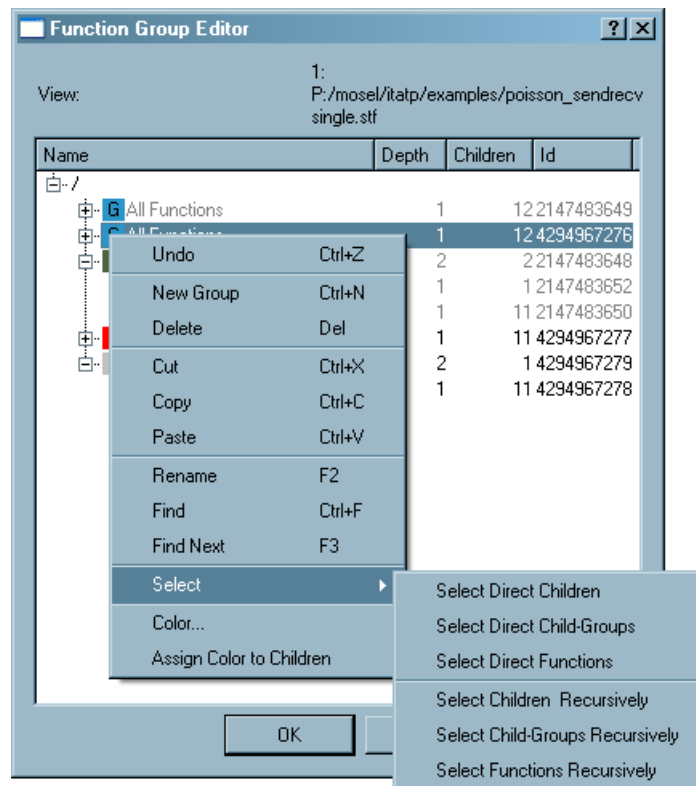 Function Group Editor
View:
1:
P:/mosel/itatp/examples/poisson_sendrecv
single.stf
Name Depth Children Id
/
G All Functions 1 12 2147483649
1 12 4294967276
2 2 2147483648
1 1 2147483652
1 11 2147483650
1 11 4294967277
2 1 4294967279
1 11 4294967278
Undo Ctrl+Z
New Group Ctrl+N
Delete Del
Cut Ctrl+X
Copy Ctrl+C
Paste Ctrl+V
Rename F2
Find Ctrl+F
Find Next F3
Select
Color...
Assign Color to Children
Select Direct Children
Select Direct Child-Groups
Select Direct Functions
Select Children Recursively
Select Child-Groups Recursively
Select Functions Recursively
OK